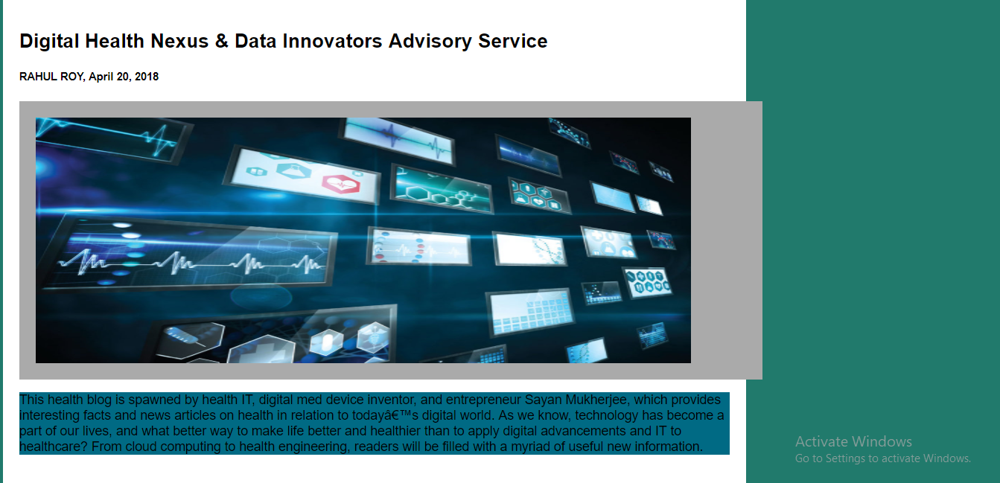 Digital Health Nexus & Data Innovators Advisory Service
RAHUL ROY, April 20, 2018
This health blog is spawned by health IT, digital med device inventor, and entrepreneur Sayan Mukherjee, which provides
interesting facts and news articles on health in relation to todayâ€™s digital world. As we know, technology has become a
part of our lives, and what better way to make life better and healthier than to apply digital advancements and IT to
healthcare? From cloud computing to health engineering, readers will be filled with a myriad of useful new information.
Activate Windows
Go to Settings to activate Windows.